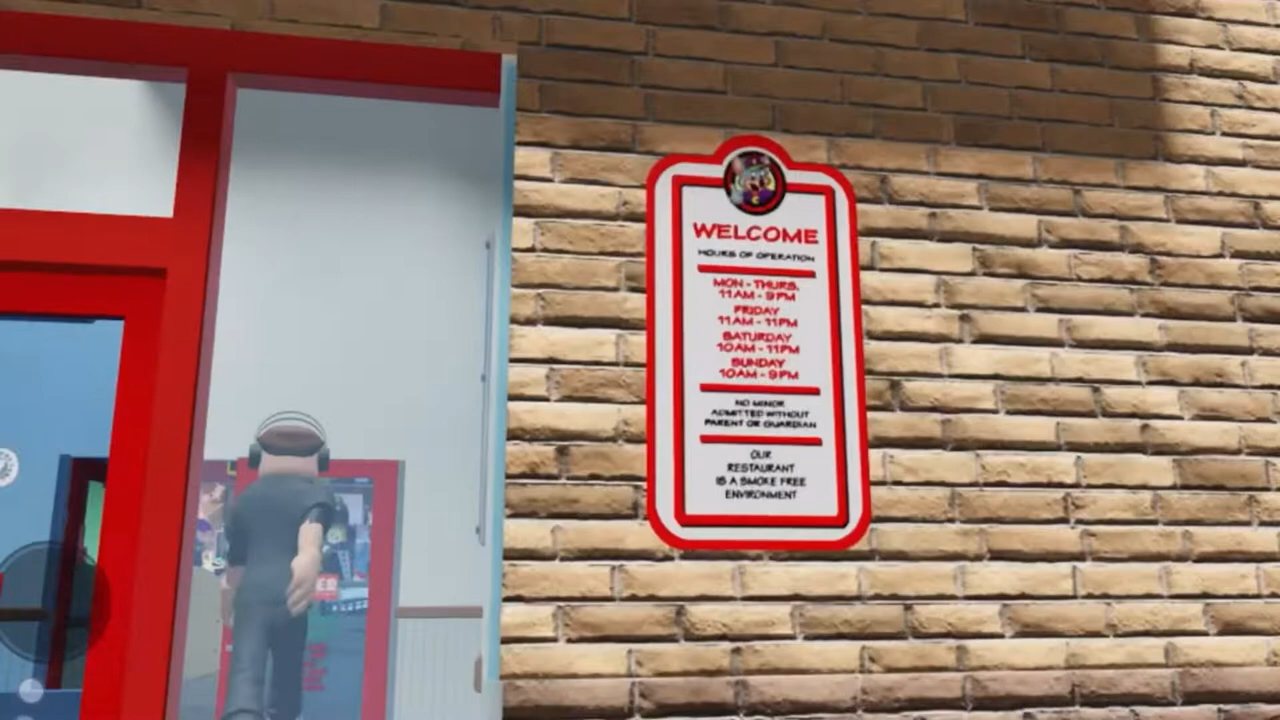 WELCOME
HOURS OF OPERATION
MON - THURS.
11AM - 9PM
FRIDAY
11AM - 11PM
SATURDAY
10AM - 11PM
SUNDAY
10AM - 9PM
NO MINOR
ADMITTED WITHOUT
PARENT OR GUARDIAN
OUR
RESTAURANT
IS A SMOKE FREE
ENVIRONMENT